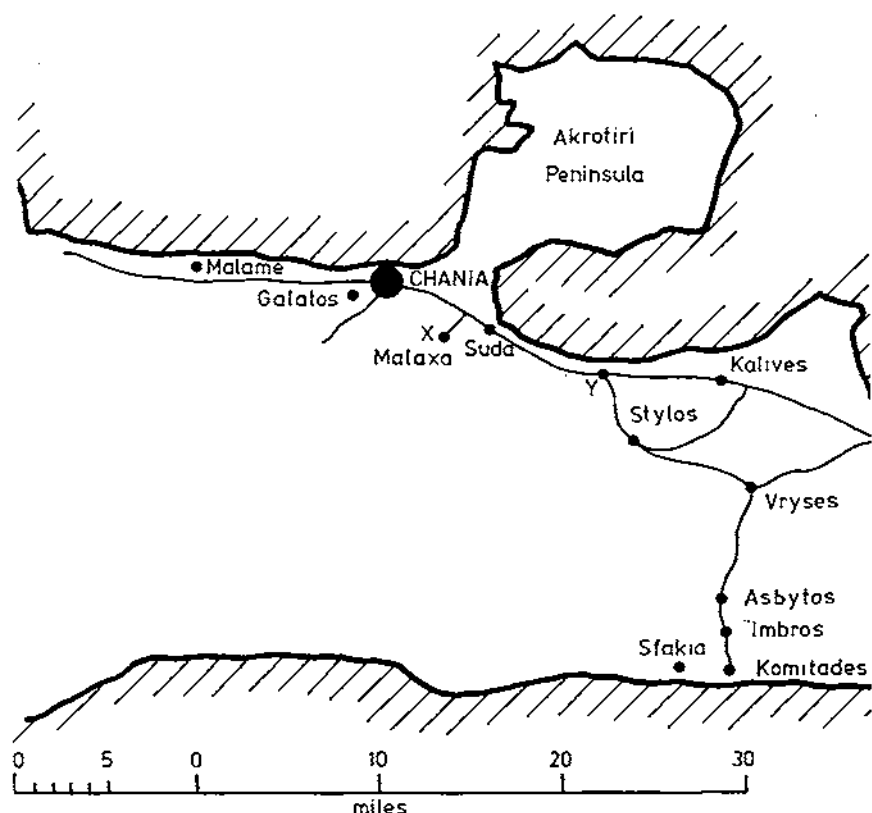 Akrotiri
Peninsula
Malame
CHANIA
Galatos
X
Malaxa
Suda
Kalives
Y
Stylos
Vryses
Asbytos
Imbros
Sfakia
Komitades
0 5 0 10 20 30
miles